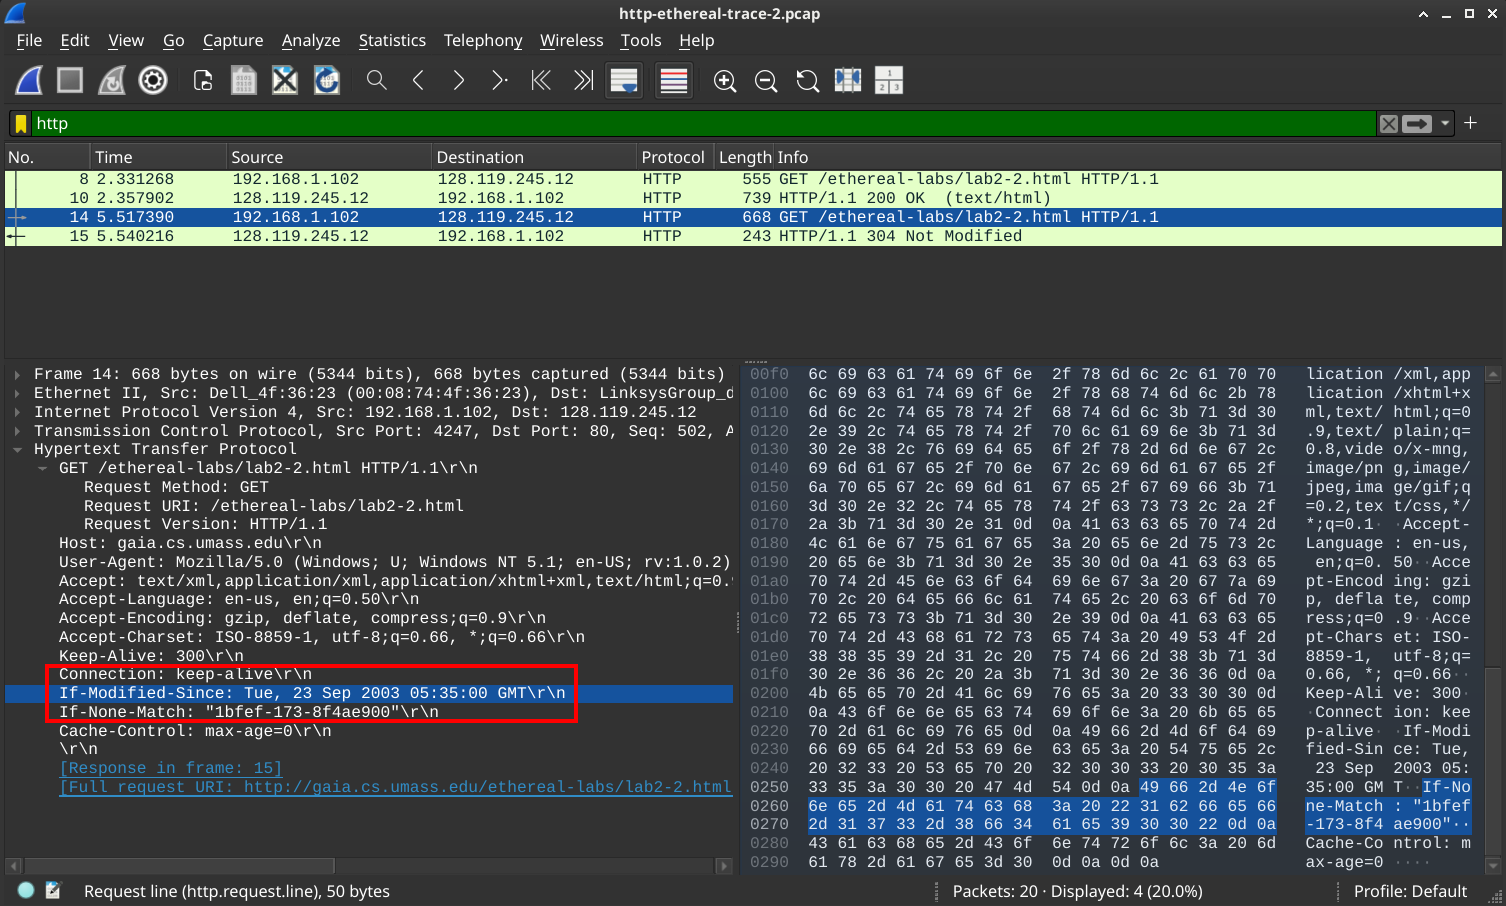 http-ethereal-trace-2.pcap
File Edit View Go Capture Analyze Statistics Telephony Wireless Tools Help
http
No. Time Source Destination Protocol Length Info
8 2.331268 192.168.1.102 128.119.245.12 HTTP 555 GET /ethereal-labs/lab2-2.html HTTP/1.1
10 2.357902 128.119.245.12 192.168.1.102 HTTP 739 HTTP/1.1 200 OK (text/html)
14 5.517390 192.168.1.102 128.119.245.12 HTTP 668 GET /ethereal-labs/lab2-2.html HTTP/1.1
15 5.540216 128.119.245.12 192.168.1.102 HTTP 243 HTTP/1.1 304 Not Modified
Frame 14: 668 bytes on wire (5344 bits), 668 bytes captured (5344 bits)
Ethernet II, Src: Dell_4f:36:23 (00:08:74:4f:36:23), Dst: LinksysGroup_d
Internet Protocol Version 4, Src: 192.168.1.102, Dst: 128.119.245.12
Transmission Control Protocol, Src Port: 4247, Dst Port: 80, Seq: 502, A
Hypertext Transfer Protocol
GET /ethereal-labs/lab2-2.html HTTP/1.1\r\n
Request Method: GET
Request URI: /ethereal-labs/lab2-2.html
Request Version: HTTP/1.1
Host: gaia.cs.umass.edu\r\n
User-Agent: Mozilla/5.0 (Windows; U; Windows NT 5.1; en-US; rv:1.0.2)
Accept: text/xml,application/xml,application/xhtml+xml,text/html;q=0.
Accept-Language: en-us, en;q=0.50\r\n
Accept-Encoding: gzip, deflate, compress;q=0.9\r\n
Accept-Charset: ISO-8859-1, utf-8;q=0.66, *;q=0.66\r\n
Keep-Alive: 300\r\n
Connection: keep-alive\r\n
If-Modified-Since: Tue, 23 Sep 2003 05:35:00 GMT\r\n
If-None-Match: "1bfef-173-8f4ae900"\r\n
Cache-Control: max-age=0\r\n
\r\n
[Response in frame: 15]
[Full request URI: http://gaia.cs.umass.edu/ethereal-labs/lab2-2.html
00f0 6c 69 63 61 74 69 6f 6e 2f 78 6d 6c 2c 61 70 70 lication /xml,app
0100 6c 69 63 61 74 69 6f 6e 2f 78 68 74 6d 6c 2b 78 lication /xhtml+x
0110 6d 6c 2c 74 65 78 74 2f 68 74 6d 6c 3b 71 3d 30 ml,text/ html;q=0
0120 2e 39 2c 74 65 78 74 2f 70 6c 61 69 6e 3b 71 3d .9,text/ plain;q=
0130 30 2e 38 2c 76 69 64 65 6f 2f 78 2d 6d 6e 67 2c 0.8,vide o/x-mng,
0140 69 6d 61 67 65 2f 70 6e 67 2c 69 6d 61 67 65 2f image/pn g,image/
0150 6a 70 65 67 2c 69 6d 61 67 65 2f 67 69 66 3b 71 jpeg,ima ge/gif;q
0160 3d 30 2e 32 2c 74 65 78 74 2f 63 73 73 2c 2a 2f =0.2,tex t/css,*/
0170 2a 3b 71 3d 30 2e 31 0d 0a 41 63 63 65 70 74 2d *;q=0.1· ·Accept-
0180 4c 61 6e 67 75 61 67 65 3a 20 65 6e 2d 75 73 2c Language : en-us,
0190 20 65 6e 3b 71 3d 30 2e 35 30 0d 0a 41 63 63 65 en;q=0. 50··Acce
01a0 70 74 2d 45 6e 63 6f 64 69 6e 67 3a 20 67 7a 69 pt-Encod ing: gzi
01b0 70 2c 20 64 65 66 6c 61 74 65 2c 20 63 6f 6d 70 p, defla te, comp
01c0 72 65 73 73 3b 71 3d 30 2e 39 0d 0a 41 63 63 65 ress;q=0 .9··Acce
01d0 70 74 2d 43 68 61 72 73 65 74 3a 20 49 53 4f 2d pt-Chars et: ISO-
01e0 38 38 35 39 2d 31 2c 20 75 74 66 2d 38 3b 71 3d 8859-1, utf-8;q=
01f0 30 2e 36 36 2c 20 2a 3b 71 3d 30 2e 36 36 0d 0a 0.66, *; q=0.66··
0200 4b 65 65 70 2d 41 6c 69 76 65 3a 20 33 30 30 0d Keep-Ali ve: 300·
0210 0a 43 6f 6e 6e 65 63 74 69 6f 6e 3a 20 6b 65 65 ·Connect ion: kee
0220 70 2d 61 6c 69 76 65 0d 0a 49 66 2d 4d 6f 64 69 p-alive· ·If-Modi
0230 66 69 65 64 2d 53 69 6e 63 65 3a 20 54 75 65 2c fied-Sin ce: Tue,
0240 20 32 33 20 53 65 70 20 32 30 30 33 20 30 35 3a 23 Sep 2003 05:
0250 33 35 3a 30 30 20 47 4d 54 0d 0a 49 66 2d 4e 6f 35:00 GM T··If-No
0260 6e 65 2d 4d 61 74 63 68 3a 20 22 31 62 66 65 66 ne-Match : "1bfef
0270 2d 31 37 33 2d 38 66 34 61 65 39 30 30 22 0d 0a -173-8f4 ae900"··
0280 43 61 63 68 65 2d 43 6f 6e 74 72 6f 6c 3a 20 6d Cache-Co ntrol: m
0290 61 78 2d 61 67 65 3d 30 0d 0a 0d 0a max-age=0 ····
Request line (http.request.line), 50 bytes
Packets: 20 · Displayed: 4 (20.0%)
Profile: Default